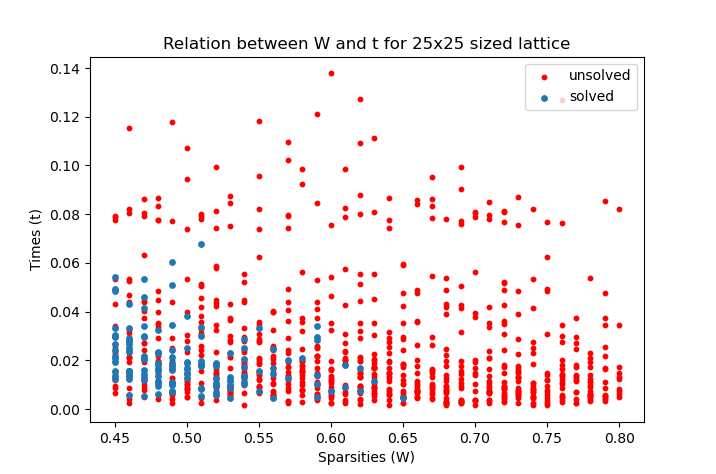 Relation between W and t for 25x25 sized lattice
unsolved
solved
0.14
0.12
0.10
0.08
0.06
0.04
0.02
0.00
Times (t)
0.45 0.50 0.55 0.60 0.65 0.70 0.75 0.80
Sparsities (W)